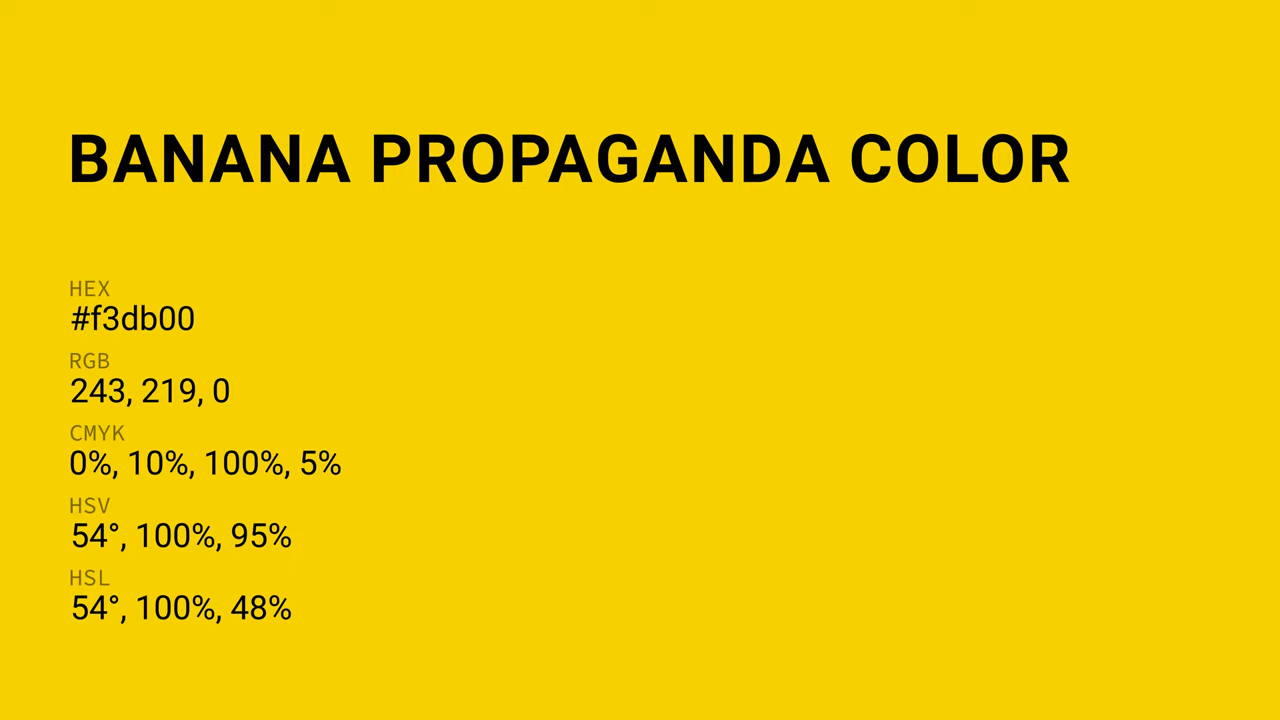 BANANA PROPAGANDA COLOR
HEX
#f3db00
RGB
243, 219, 0
CMYK
0%, 10%, 100%, 5%
HSV
54°, 100%, 95%
HSL
54°, 100%, 48%